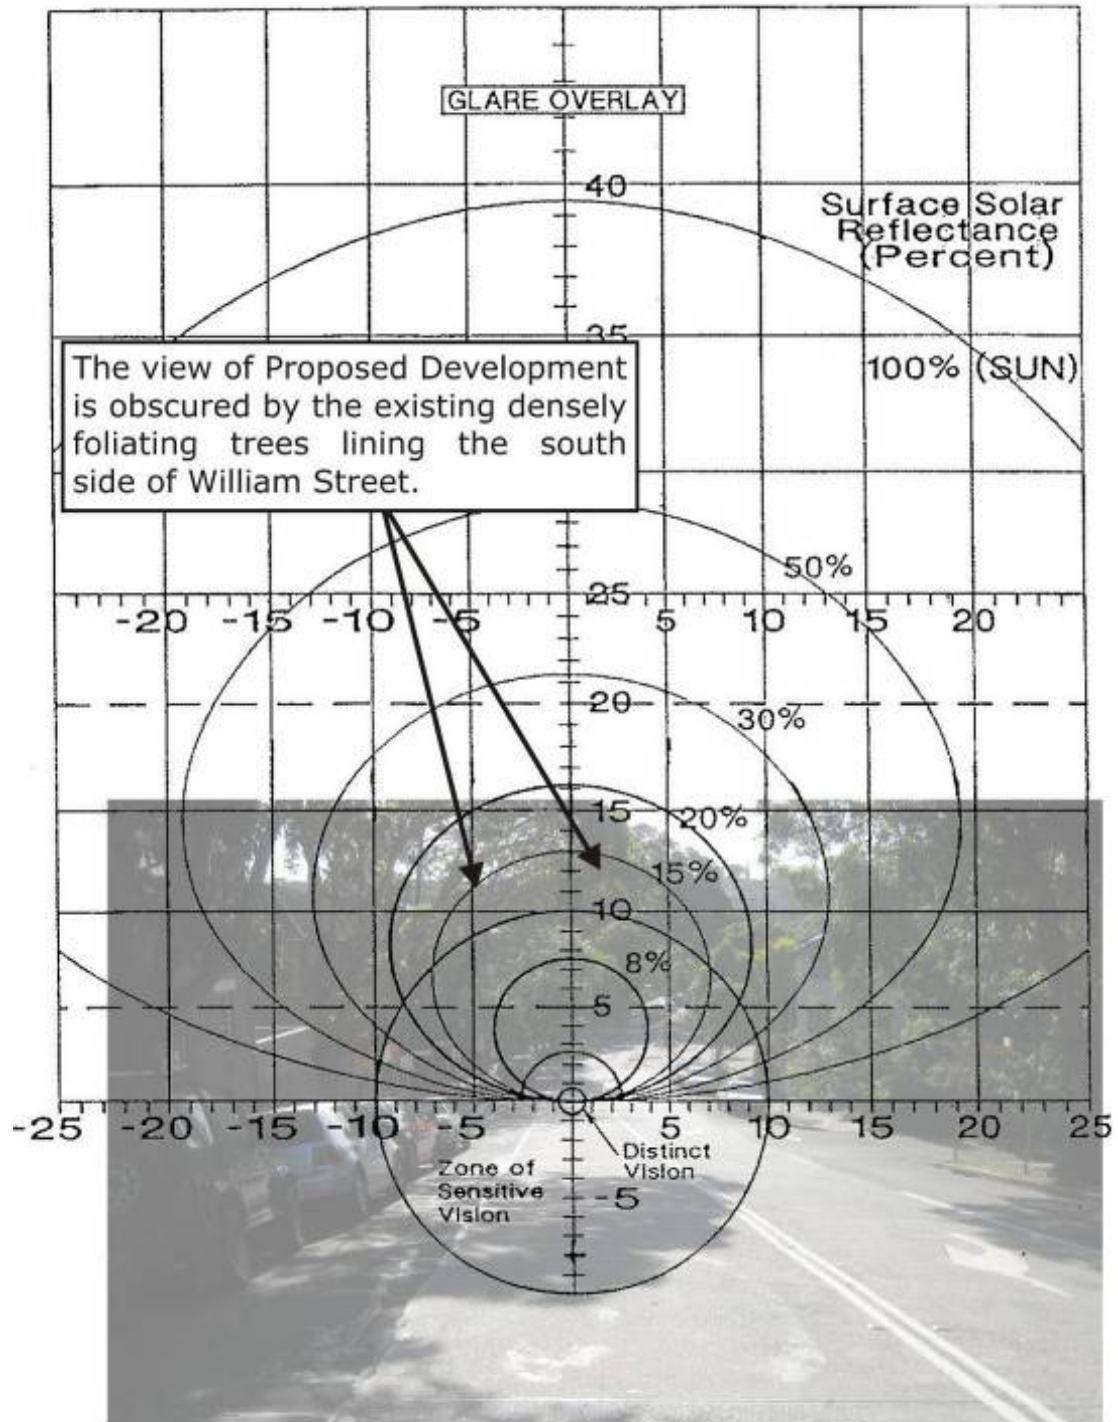 GLARE OVERLAY
40
Surface Solar
Reflectance
(Percent)
35
100% (SUN)
The view of Proposed Development
is obscured by the existing densely
foliating trees lining the south
side of William Street.
50%
25
-20 -15 -10 -5 5 10 15 20
20
30%
15
20%
15%
10
8%
5
-25 -20 -15 -10 -5 5 10 15 20 25
Distinct
Vision
Zone of
Sensitive
Vision
-5